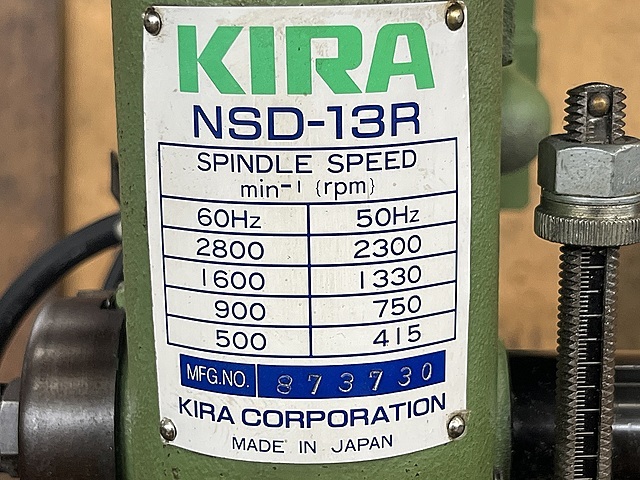 KIRA
NSD-13R
SPINDLE SPEED
min-1 (rpm)
60Hz 50Hz
2800 2300
1600 1330
900 750
500 415
MFG.NO. 873730
KIRA CORPORATION
MADE IN JAPAN